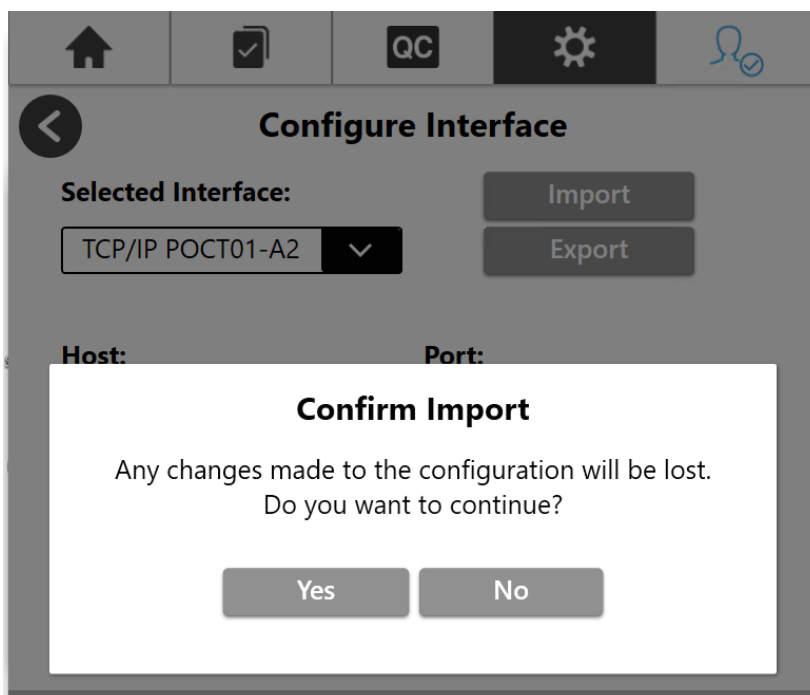 QC
Configure Interface
Selected Interface:
Import
TCP/IP POCT01-A2
Export
Host:
Port:
Confirm Import
Any changes made to the configuration will be lost.
Do you want to continue?
Yes
No